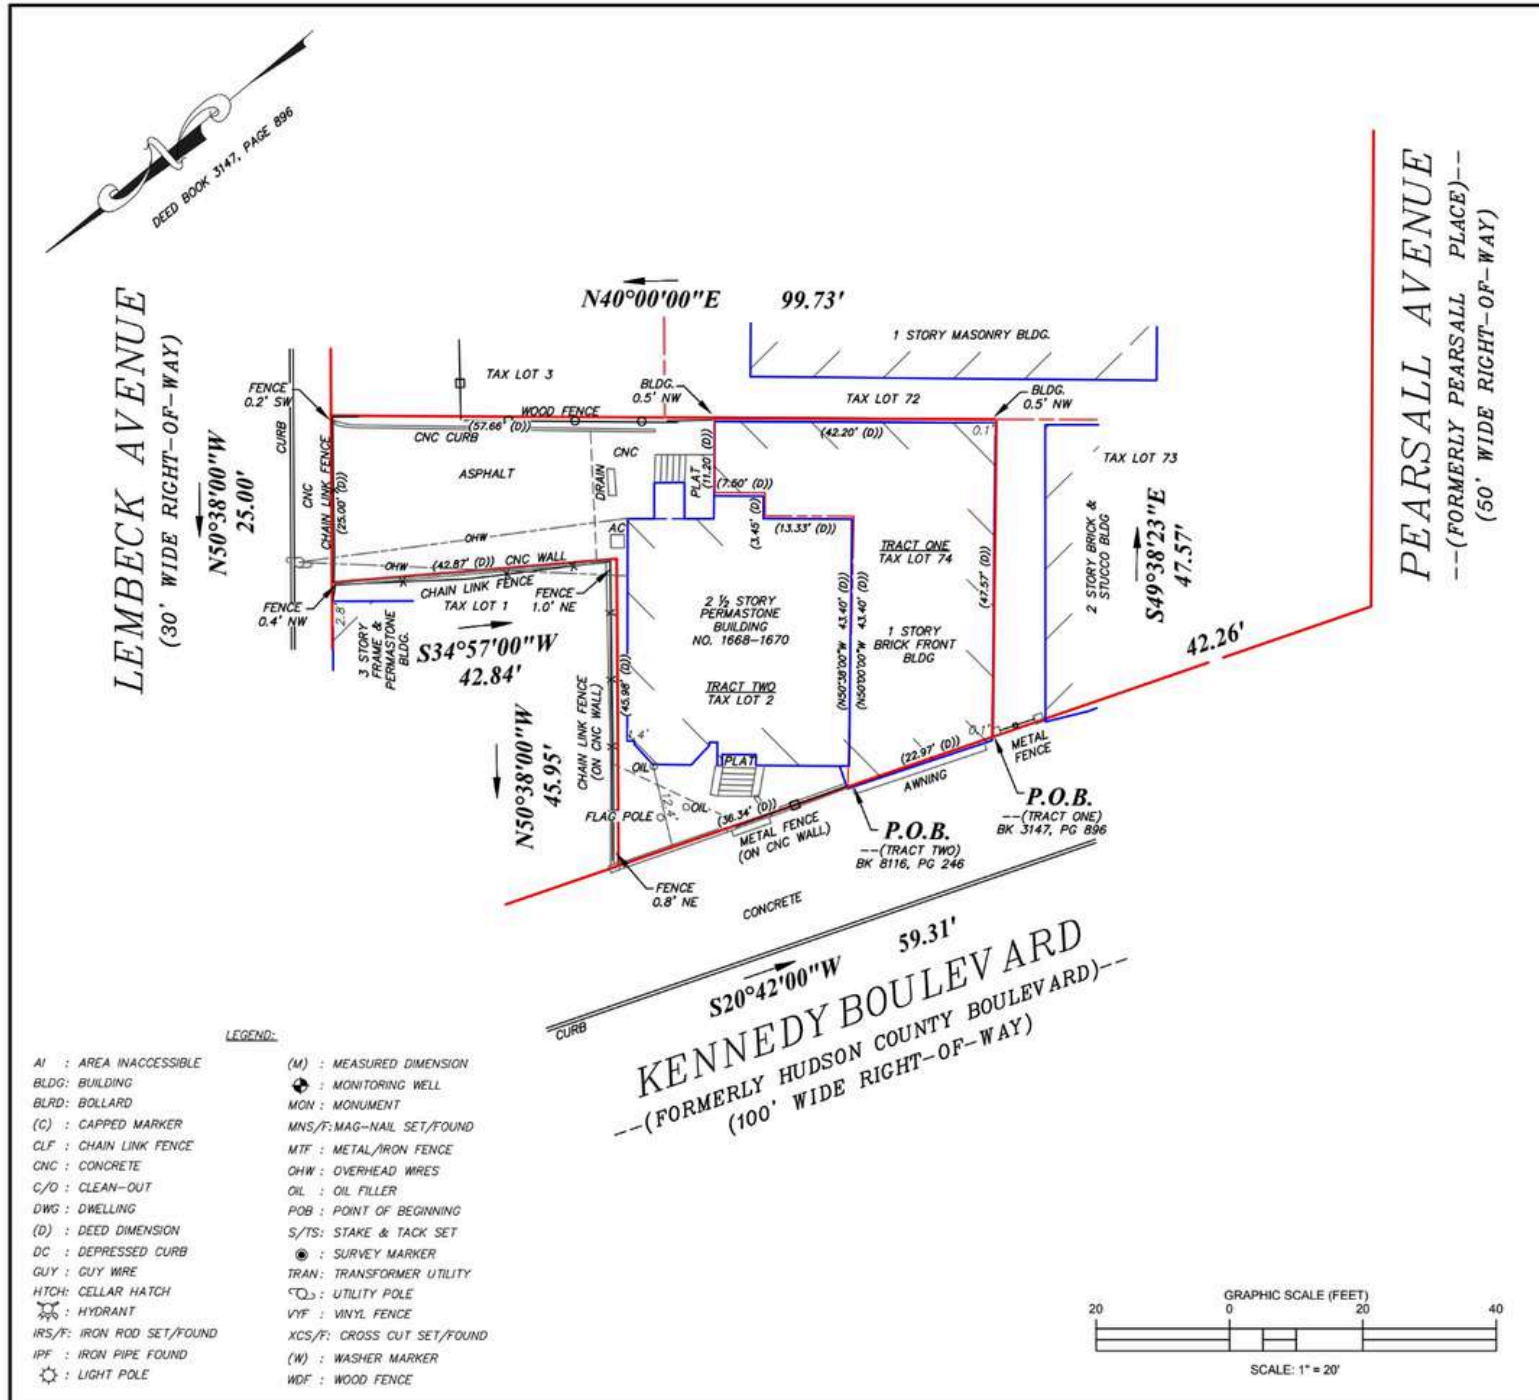 N
DEED BOOK 3147, PAGE 896
LEMBECK AVENUE
(30' WIDE RIGHT-OF-WAY)
N50°38'00"W
25.00'
PEARSALL AVENUE
--(FORMERLY PEARSALL PLACE)--
(50' WIDE RIGHT-OF-WAY)
N40°00'00"E 99.73'
1 STORY MASONRY BLDG.
TAX LOT 3
TAX LOT 72
FENCE
0.2' SW
BLDG.
0.5' NW
BLDG.
0.5' NW
WOOD FENCE
(57.66' (D))
CNC CURB
(42.20' (D))
0.1'
CURB
CNC
CHAIN LINK FENCE
(25.00' (D))
ASPHALT
CNC
DRAIN
PLAT
(11.20' (D))
(7.50' (D))
(3.45' (D))
(13.33' (D))
TAX LOT 73
2 STORY BRICK &
STUCCO BLDG
S49°38'23"E
47.57'
AC
OHW
OHW
(42.87' (D))
CNC WALL
CHAIN LINK FENCE
TAX LOT 1
FENCE
1.0' NE
FENCE
0.4' NW
2.8'
3 STORY
FRAME &
PERMASTONE
BLDG.
S34°57'00"W
42.84'
TRACT ONE
TAX LOT 74
(47.57' (D))
2 ½ STORY
PERMASTONE
BUILDING
NO. 1668-1670
(N50°38'00"W 43.40' (D))
(N50°00'00"W 43.40' (D))
1 STORY
BRICK FRONT
BLDG
TRACT TWO
TAX LOT 2
42.26'
N50°38'00"W
45.95'
CHAIN LINK FENCE
(ON CNC WALL)
(45.98' (D))
OIL
PLAT
0.1'
(22.97' (D))
AWNING
METAL
FENCE
OIL
FLAG POLE
12.4'
(36.34' (D))
METAL FENCE
(ON CNC WALL)
P.O.B.
--(TRACT ONE)
BK 3147, PG 896
P.O.B.
--(TRACT TWO)
BK 8116, PG 246
FENCE
0.8' NE
CONCRETE
CURB
S20°42'00"W 59.31'
KENNEDY BOULEVARD
--(FORMERLY HUDSON COUNTY BOULEVARD)--
(100' WIDE RIGHT-OF-WAY)
LEGEND:
AI : AREA INACCESSIBLE
BLDG: BUILDING
BLRD: BOLLARD
(C) : CAPPED MARKER
CLF : CHAIN LINK FENCE
CNC : CONCRETE
C/O : CLEAN-OUT
DWG : DWELLING
(D) : DEED DIMENSION
DC : DEPRESSED CURB
GUY : GUY WIRE
HTCH: CELLAR HATCH
: HYDRANT
IRS/F: IRON ROD SET/FOUND
IPF : IRON PIPE FOUND
: LIGHT POLE
(M) : MEASURED DIMENSION
: MONITORING WELL
MON : MONUMENT
MNS/F: MAG-NAIL SET/FOUND
MTF : METAL/IRON FENCE
OHW : OVERHEAD WIRES
OIL : OIL FILLER
POB : POINT OF BEGINNING
S/TS: STAKE & TACK SET
: SURVEY MARKER
TRAN: TRANSFORMER UTILITY
: UTILITY POLE
VYF : VINYL FENCE
XCS/F: CROSS CUT SET/FOUND
(W) : WASHER MARKER
WDF : WOOD FENCE
GRAPHIC SCALE (FEET)
20 0 20 40
SCALE: 1" = 20'